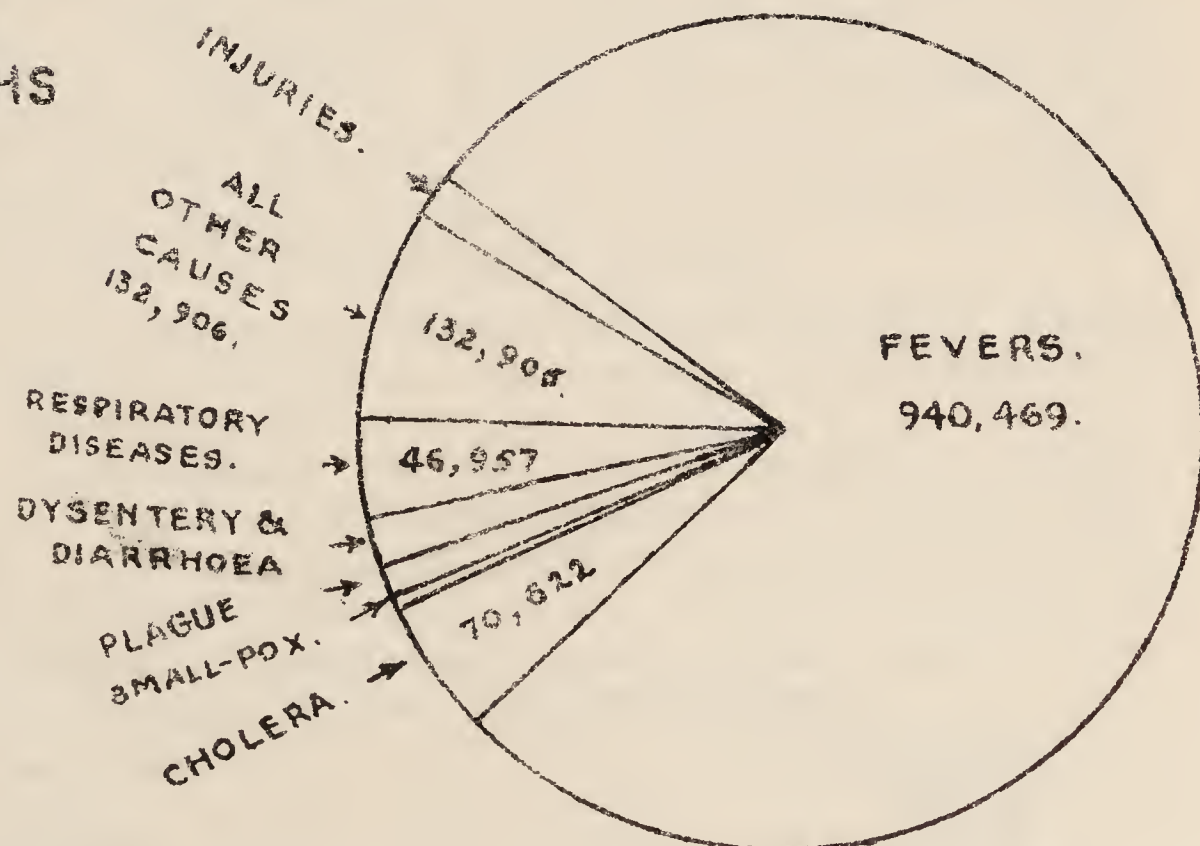 HS
INJURIES.
ALL
OTHER
CAUSES
132,906.
132,906.
FEVERS.
940,469.
RESPIRATORY
DISEASES.
46,957
DYSENTERY &
DIARRHOEA
PLAGUE
SMALL-POX.
70,622
CHOLERA.